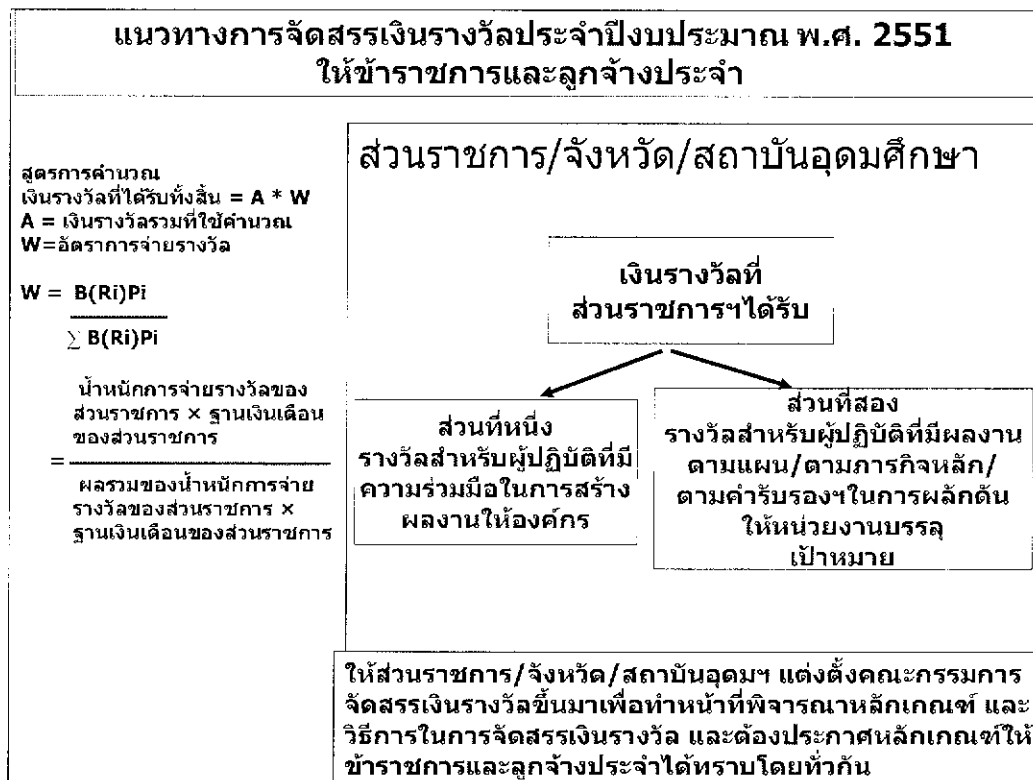 แนวทางการจัดสรรเงินรางวัลประจำปีงบประมาณ พ.ศ. 2551
ให้ข้าราชการและลูกจ้างประจำ
สูตรการคำนวณ
เงินรางวัลที่ได้รับทั้งสิ้น = A * W
A = เงินรางวัลรวมที่ใช้คำนวณ
W=อัตราการจ่ายรางวัล
W = B(Ri)Pi
∑ B(Ri)Pi
น้ำหนักการจ่ายรางวัลของ
ส่วนราชการ × ฐานเงินเดือน
ของส่วนราชการ
=
ผลรวมของน้ำหนักการจ่าย
รางวัลของส่วนราชการ ×
ฐานเงินเดือนของส่วนราชการ
ส่วนราชการ/จังหวัด/สถาบันอุดมศึกษา
เงินรางวัลที่
ส่วนราชการฯได้รับ
ส่วนที่หนึ่ง
รางวัลสำหรับผู้ปฏิบัติที่มี
ความร่วมมือในการสร้าง
ผลงานให้องค์กร
ส่วนที่สอง
รางวัลสำหรับผู้ปฏิบัติที่มีผลงาน
ตามแผน/ตามภารกิจหลัก/
ตามคำรับรองฯในการผลักดัน
ให้หน่วยงานบรรลุ
เป้าหมาย
ให้ส่วนราชการ/จังหวัด/สถาบันอุดมฯ แต่งตั้งคณะกรรมการ
จัดสรรเงินรางวัลขึ้นมาเพื่อทำหน้าที่พิจารณาหลักเกณฑ์ และ
วิธีการในการจัดสรรเงินรางวัล และต้องประกาศหลักเกณฑ์ให้
ข้าราชการและลูกจ้างประจำได้ทราบโดยทั่วกัน